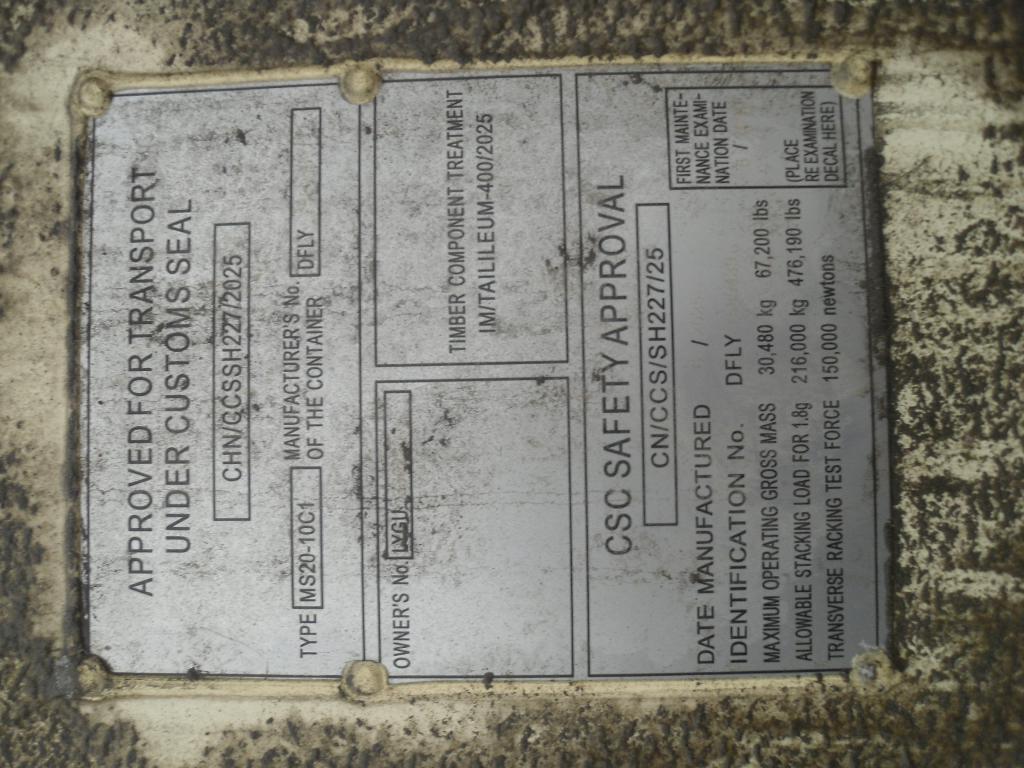 APPROVED FOR TRANSPORT
UNDER CUSTOMS SEAL
CHN/CCSSH227/2025
TYPE MS20-10C1 MANUFACTURER'S No. DFLY
OF THE CONTAINER
OWNER'S No. LYGU
TIMBER COMPONENT TREATMENT
IM/TALILILEUM-400/2025
CSC SAFETY APPROVAL
CN/CCS/SH227/25
DATE MANUFACTURED /
IDENTIFICATION No. DFLY
MAXIMUM OPERATING GROSS MASS 30,480 kg 67,200 lbs
ALLOWABLE STACKING LOAD FOR 1.8g 216,000 kg 476,190 lbs
TRANSVERSE RACKING TEST FORCE 150,000 newtons
FIRST MAINTE-
NANCE EXAMI-
NATION DATE
/
(PLACE
RE EXAMINATION
DECAL HERE)